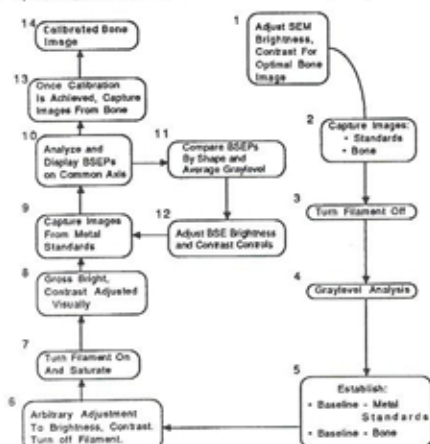 1
Adjust SEM
Brightness,
Contrast For
Optimal Bone
Image
2
Capture Images:
• Standards
• Bone
3
Turn Filament Off
4
Graylevel Analysis
5
Establish:
• Baseline - Metal
Standards
• Baseline - Bone
6
Arbitrary Adjustment
To Brightness, Contrast.
Turn off Filament.
7
Turn Filament On
And Saturate
8
Gross Bright,
Contrast Adjusted
Visually
9
Capture Images
From Metal
Standards
10
Analyze and
Display BSEPs
on Common Axis
11
Compare BSEPs
By Shape and
Average Graylevel
12
Adjust BSE Brightness
and Contrast Controls
13
Once Calibration
Is Achieved, Capture
Images From Bone
14
Calibrated Bone
Image